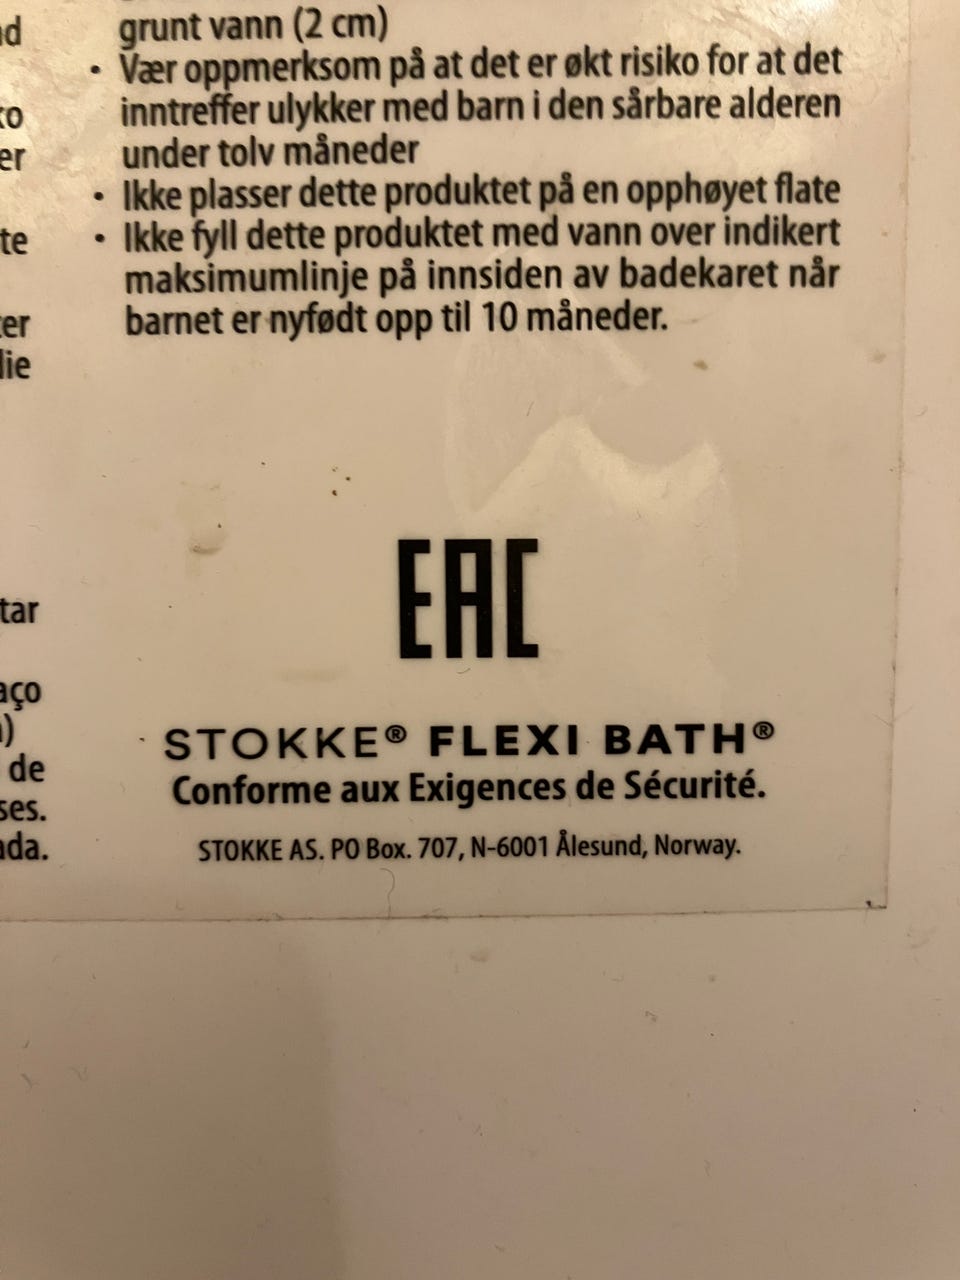 grunt vann (2 cm)
• Vær oppmerksom på at det er økt risiko for at det
inntreffer ulykker med barn i den sårbare alderen
under tolv måneder
• Ikke plasser dette produktet på en opphøyet flate
• Ikke fyll dette produktet med vann over indikert
maksimumlinje på innsiden av badekaret når
barnet er nyfødt opp til 10 måneder.
tar
de
EAC
STOKKE® FLEXI BATH®
Conforme aux Exigences de Sécurité.
STOKKE AS. PO Box. 707, N-6001 Ålesund, Norway.